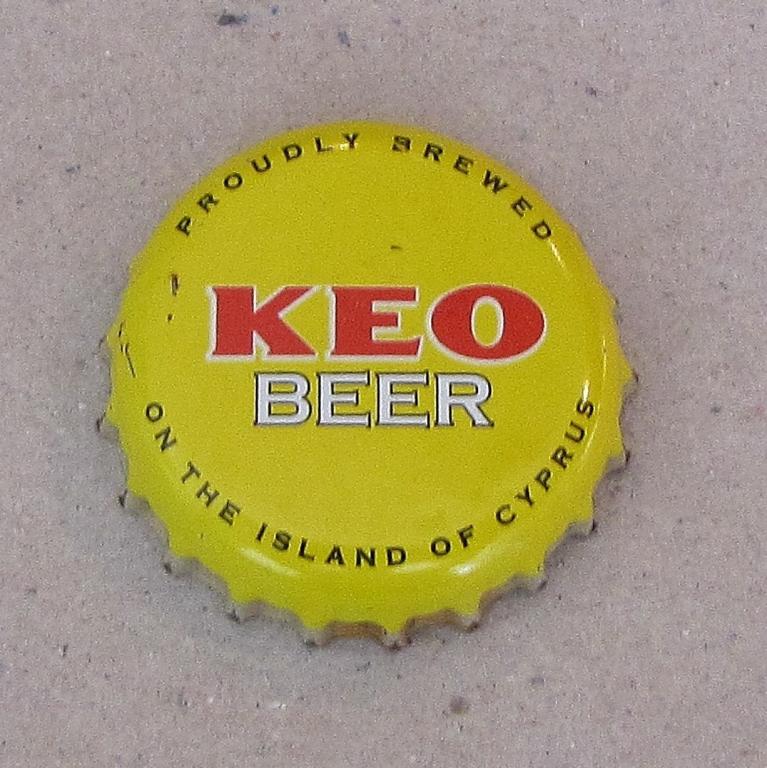 PROUDLY BREWED
KEO
BEER
ON THE ISLAND OF CYPRUS